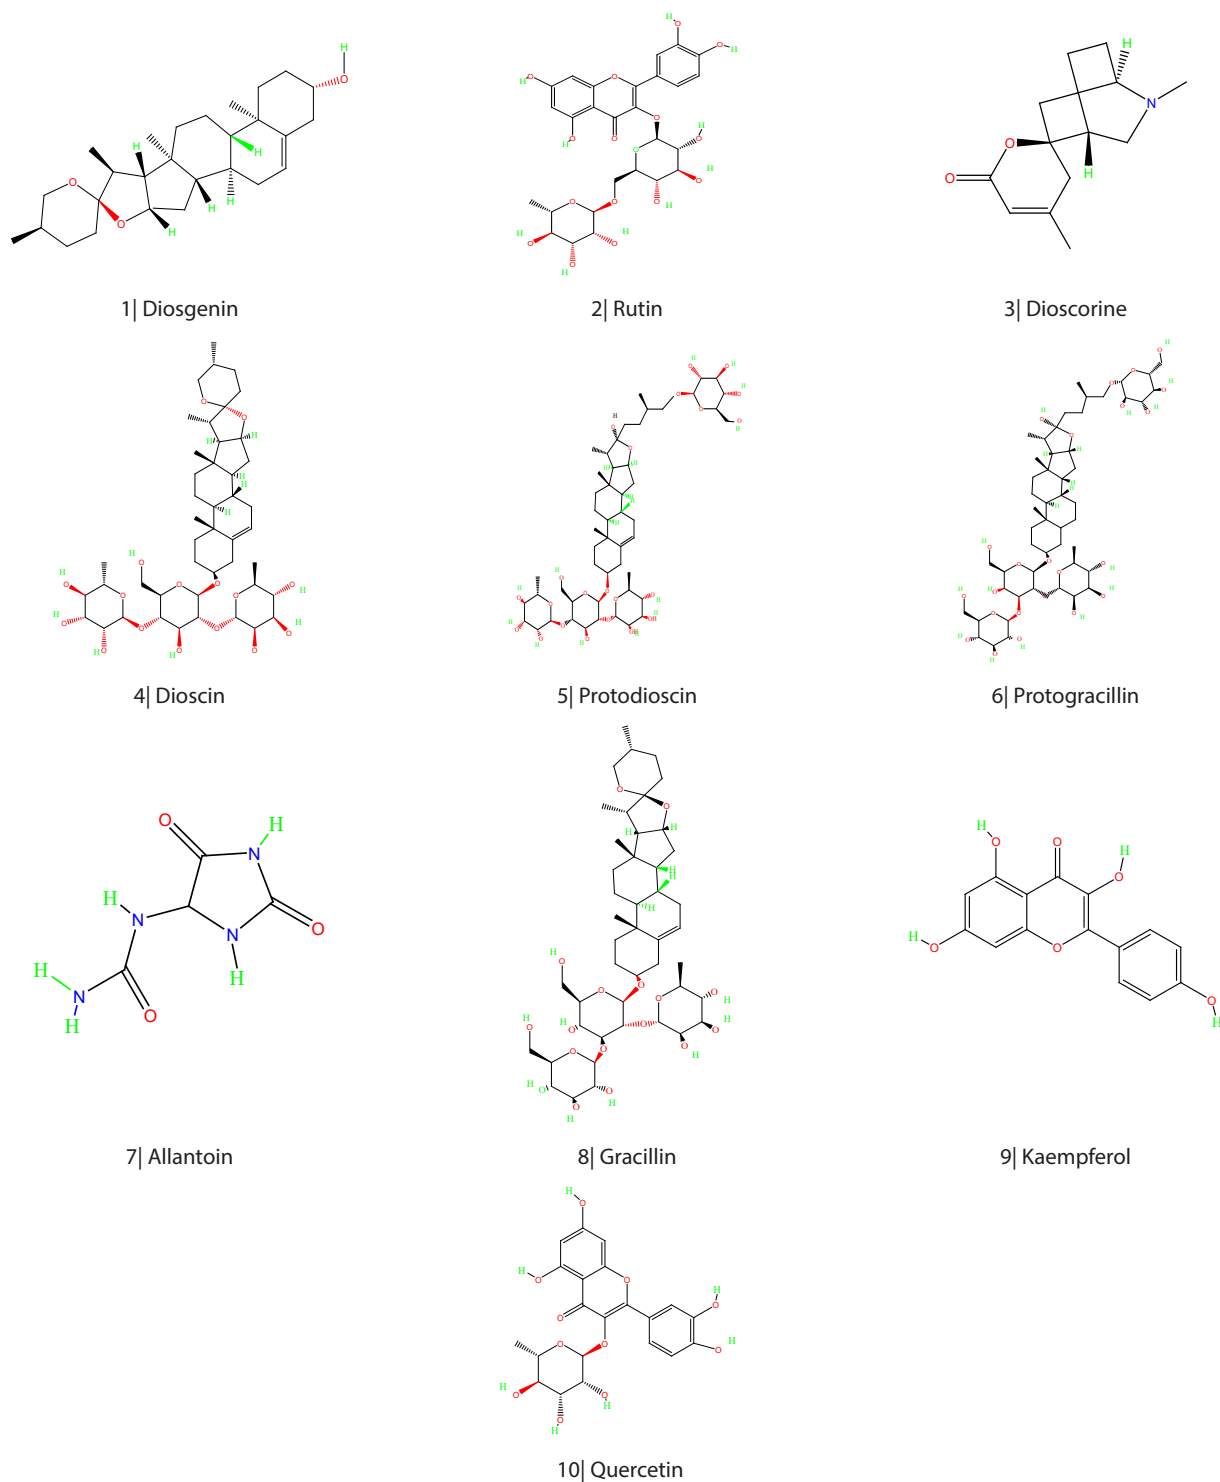 1| Diosgenin
2| Rutin
3| Dioscorine
4| Dioscin
5| Protodioscin
6| Protogracillin
7| Allantoin
8| Gracillin
9| Kaempferol
10| Quercetin